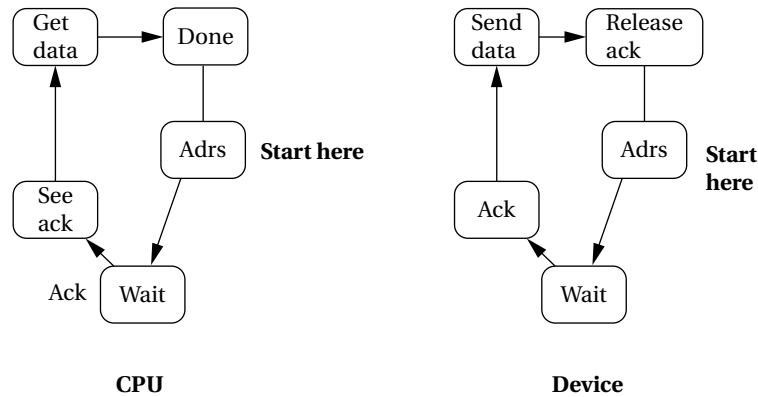 Get
data
Done
Adrs
Start here
See
ack
Ack
Wait
CPU
Send
data
Release
ack
Adrs
Start
here
Ack
Wait
Device